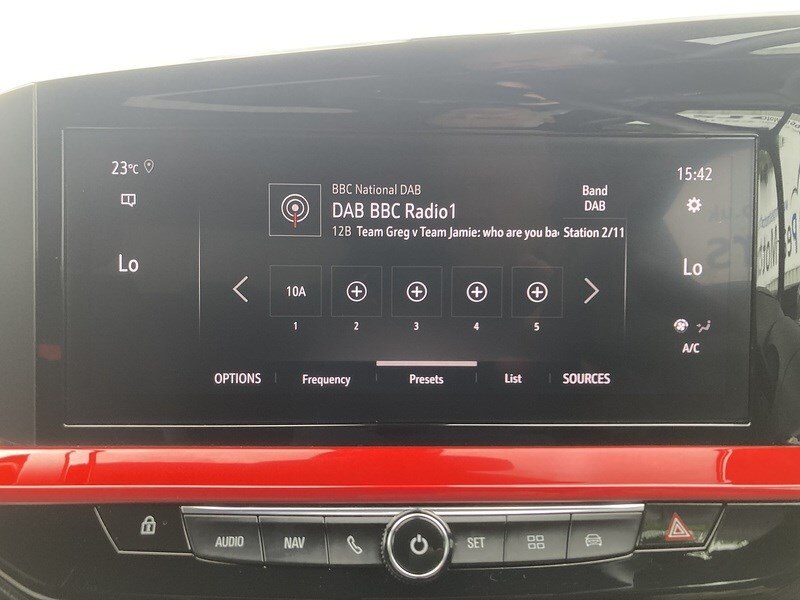 23°C
15:42
BBC National DAB
DAB BBC Radio1
12B Team Greg v Team Jamie: who are you ba
Band
DAB
Station 2/11
Lo
Lo
10A
1
2
3
4
5
A/C
OPTIONS
Frequency
Presets
List
SOURCES
AUDIO
NAV
SET